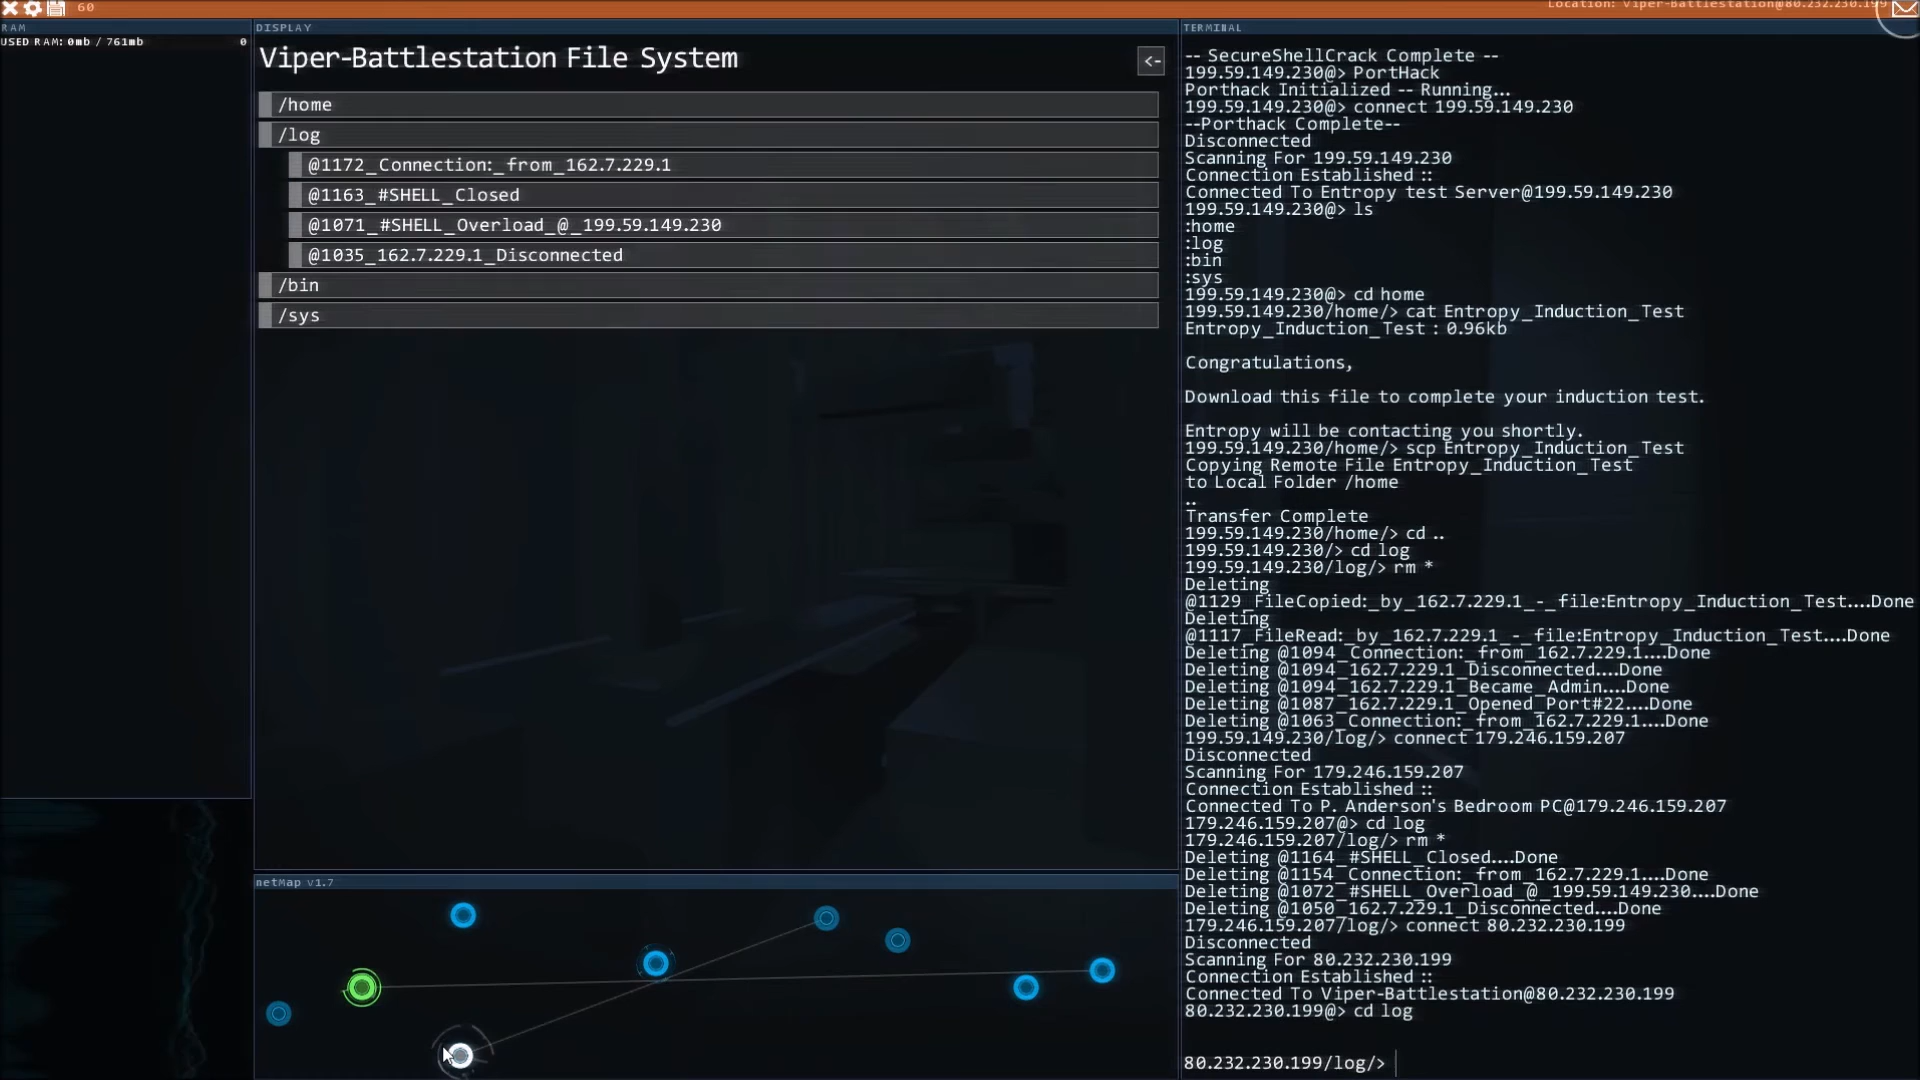 60
Location: Viper-Battlestation@80.232.230.199
RAM
USED RAM: 0mb / 761mb
0
DISPLAY
Viper-Battlestation File System
<-
/home
/log
@1172_Connection:_from_162.7.229.1
@1163_#SHELL_Closed
@1071_#SHELL_Overload_@_199.59.149.230
@1035_162.7.229.1_Disconnected
/bin
/sys
netMap v1.7
TERMINAL
-- SecureShellCrack Complete --
199.59.149.230@> PortHack
Porthack Initialized -- Running...
199.59.149.230@> connect 199.59.149.230
--Porthack Complete--
Disconnected
Scanning For 199.59.149.230
Connection Established ::
Connected To Entropy test Server@199.59.149.230
199.59.149.230@> ls
:home
:log
:bin
:sys
199.59.149.230@> cd home
199.59.149.230/home/> cat Entropy_Induction_Test
Entropy_Induction_Test : 0.96kb
Congratulations,
Download this file to complete your induction test.
Entropy will be contacting you shortly.
199.59.149.230/home/> scp Entropy_Induction_Test
Copying Remote File Entropy_Induction_Test
to Local Folder /home
..
Transfer Complete
199.59.149.230/home/> cd ..
199.59.149.230/> cd log
199.59.149.230/log/> rm *
Deleting
@1129_FileCopied:_by_162.7.229.1_-_file:Entropy_Induction_Test....Done
Deleting
@1117_FileRead:_by_162.7.229.1_-_file:Entropy_Induction_Test....Done
Deleting @1094_Connection:_from_162.7.229.1....Done
Deleting @1094_162.7.229.1_Disconnected....Done
Deleting @1094_162.7.229.1_Became_Admin....Done
Deleting @1087_162.7.229.1_Opened_Port#22....Done
Deleting @1063_Connection:_from_162.7.229.1....Done
199.59.149.230/log/> connect 179.246.159.207
Disconnected
Scanning For 179.246.159.207
Connection Established ::
Connected To P. Anderson's Bedroom PC@179.246.159.207
179.246.159.207@> cd log
179.246.159.207/log/> rm *
Deleting @1164_#SHELL_Closed....Done
Deleting @1154_Connection:_from_162.7.229.1....Done
Deleting @1072_#SHELL_Overload_@_199.59.149.230....Done
Deleting @1050_162.7.229.1_Disconnected....Done
179.246.159.207/log/> connect 80.232.230.199
Disconnected
Scanning For 80.232.230.199
Connection Established ::
Connected To Viper-Battlestation@80.232.230.199
80.232.230.199@> cd log
80.232.230.199/log/>